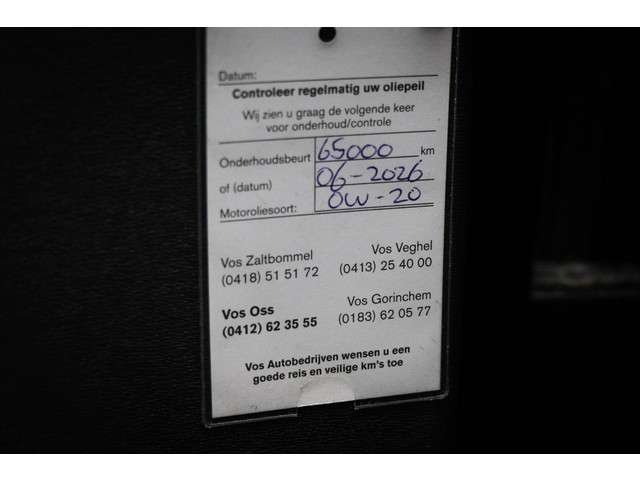 Datum:
Controleer regelmatig uw oliepeil
Wij zien u graag de volgende keer
voor onderhoud/controle
Onderhoudsbeurt 65000 km
of (datum) 06-2026
Motoroliesoort: 0W-20
Vos Zaltbommel
(0418) 51 51 72
Vos Veghel
(0413) 25 40 00
Vos Oss
(0412) 62 35 55
Vos Gorinchem
(0183) 62 05 77
Vos Autobedrijven wensen u een
goede reis en veilige km's toe